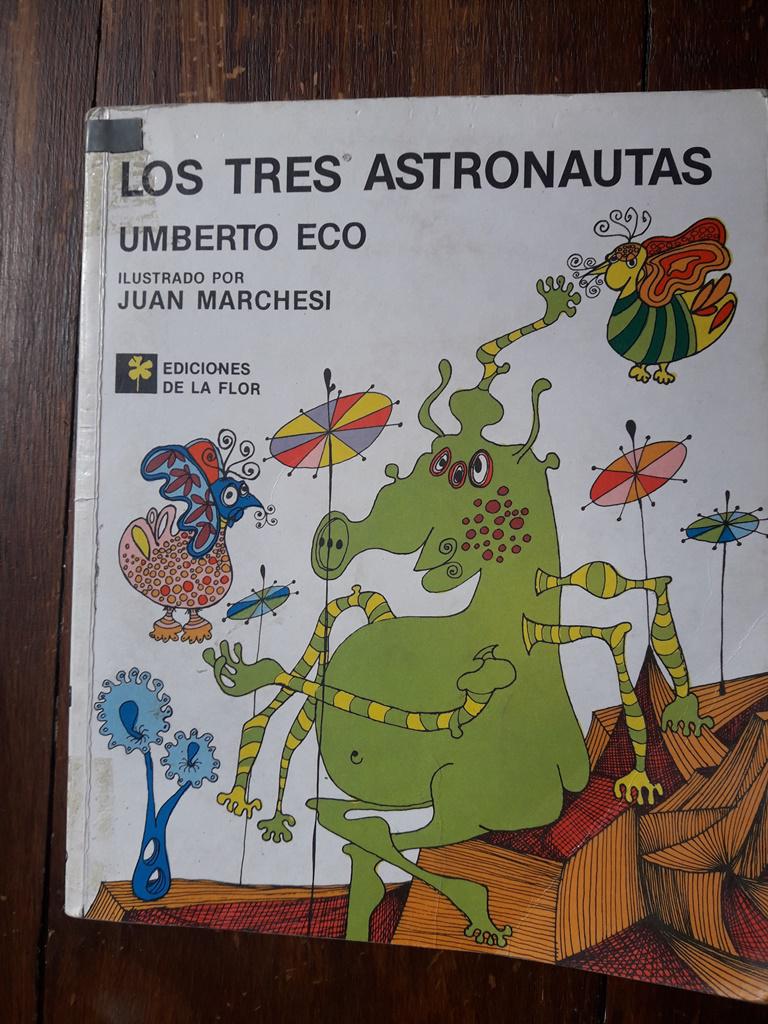 LOS TRES ASTRONAUTAS
UMBERTO ECO
ILUSTRADO POR
JUAN MARCHESI
EDICIONES
DE LA FLOR